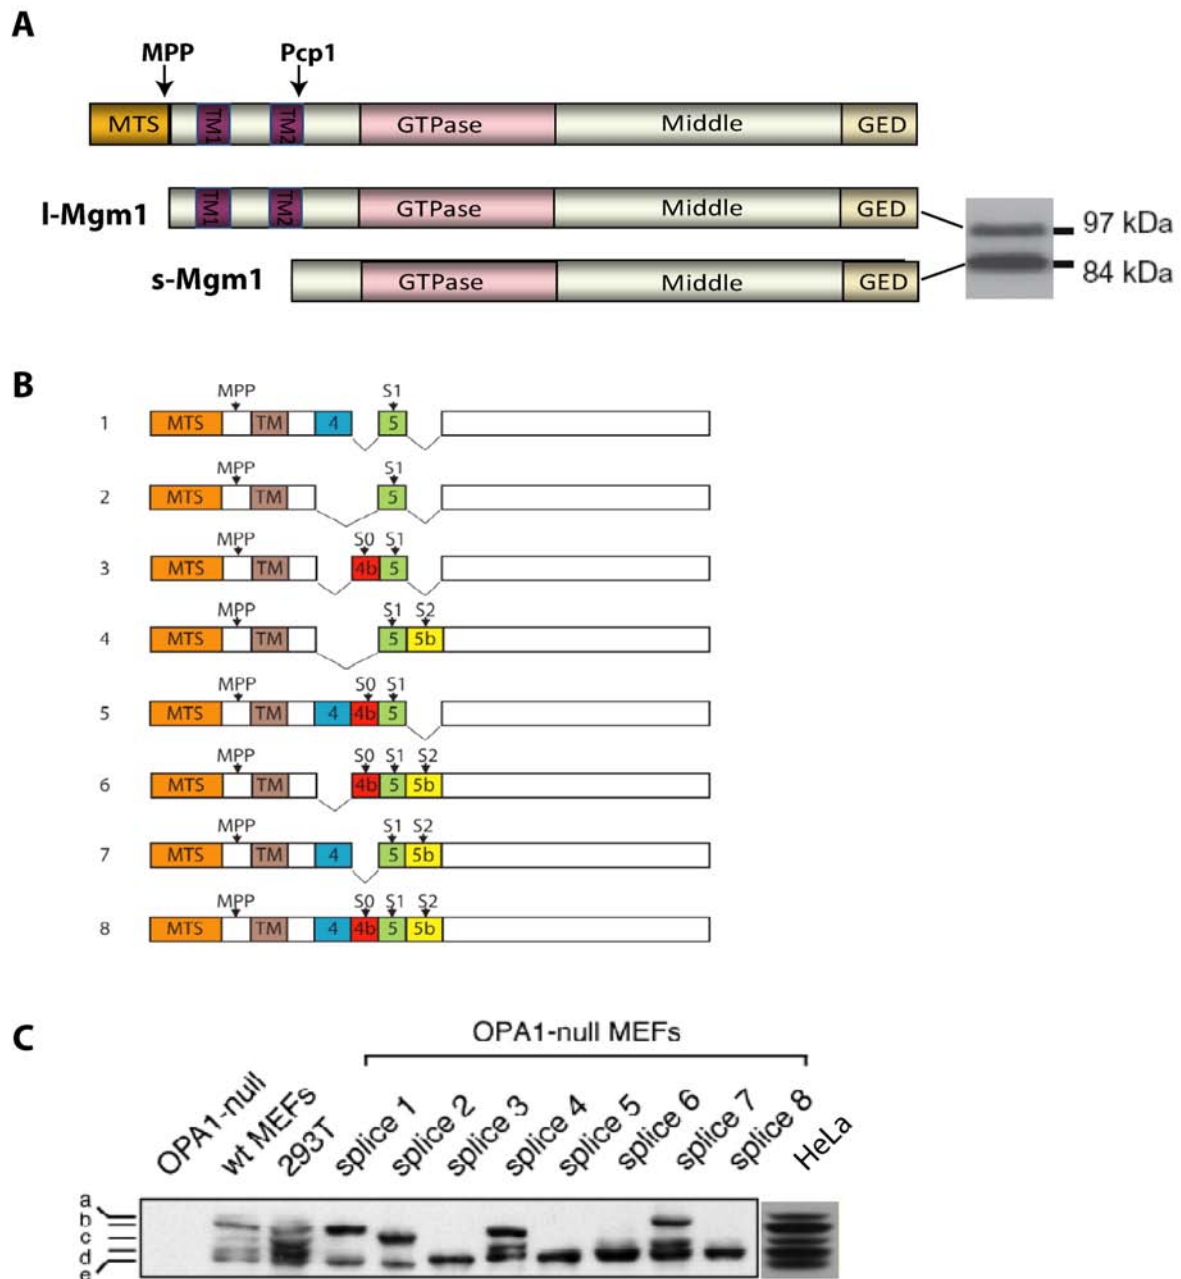 A
MPP Pcp1
MTS TM1 TM2 GTPase Middle GED
l-Mgm1 TM1 TM2 GTPase Middle GED 97 kDa
s-Mgm1 GTPase Middle GED 84 kDa
B
MPP S1
1 MTS TM 4 5
MPP S1
2 MTS TM 5
MPP S0 S1
3 MTS TM 4b 5
MPP S1 S2
4 MTS TM 5 5b
MPP S0 S1
5 MTS TM 4 4b 5
MPP S0 S1 S2
6 MTS TM 4b 5 5b
MPP S1 S2
7 MTS TM 4 5 5b
MPP S0 S1 S2
8 MTS TM 4 4b 5 5b
C
OPA1-null MEFs
OPA1-null
wt MEFs
293T
splice 1
splice 2
splice 3
splice 4
splice 5
splice 6
splice 7
splice 8
HeLa
a
b
c
d
e